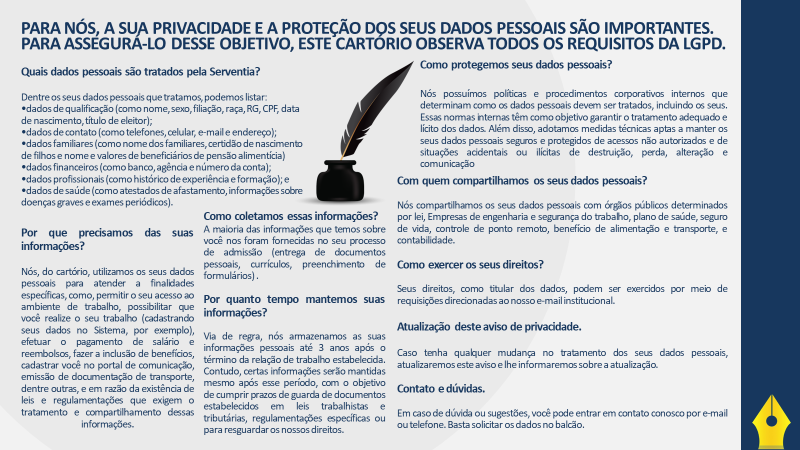 PARA NÓS, A SUA PRIVACIDADE E A PROTEÇÃO DOS SEUS DADOS PESSOAIS SÃO IMPORTANTES.
PARA ASSEGURÁ-LO DESSE OBJETIVO, ESTE CARTÓRIO OBSERVA TODOS OS REQUISITOS DA LGPD.
Quais dados pessoais são tratados pela Serventia?
Dentre os seus dados pessoais que tratamos, podemos listar:
•dados de qualificação (como nome, sexo, filiação, raça, RG, CPF, data
de nascimento, título de eleitor);
•dados de contato (como telefones, celular, e-mail e endereço);
•dados familiares (como nome dos familiares, certidão de nascimento
de filhos e nome e valores de beneficiários de pensão alimentícia)
•dados financeiros (como banco, agência e número da conta);
•dados profissionais (como histórico de experiência e formação); e
•dados de saúde (como atestados de afastamento, informações sobre
doenças graves e exames periódicos).
Por que precisamos das suas
informações?
Nós, do cartório, utilizamos os seus dados
pessoais para atender a finalidades
específicas, como, permitir o seu acesso ao
ambiente de trabalho, possibilitar que
você realize o seu trabalho (cadastrando
seus dados no Sistema, por exemplo),
efetuar o pagamento de salário e
reembolsos, fazer a inclusão de benefícios,
cadastrar você no portal de comunicação,
emissão de documentação de transporte,
dentre outras, e em razão da existência de
leis e regulamentações que exigem o
tratamento e compartilhamento dessas
informações.
Como coletamos essas informações?
A maioria das informações que temos sobre
você nos foram fornecidas no seu processo
de admissão (entrega de documentos
pessoais, currículos, preenchimento de
formulários) .
Por quanto tempo mantemos suas
informações?
Via de regra, nós armazenamos as suas
informações pessoais até 3 anos após o
término da relação de trabalho estabelecida.
Contudo, certas informações serão mantidas
mesmo após esse período, com o objetivo
de cumprir prazos de guarda de documentos
estabelecidos em leis trabalhistas e
tributárias, regulamentações específicas ou
para resguardar os nossos direitos.
Como protegemos seus dados pessoais?
Nós possuímos políticas e procedimentos corporativos internos que
determinam como os dados pessoais devem ser tratados, incluindo os seus.
Essas normas internas têm como objetivo garantir o tratamento adequado e
lícito dos dados. Além disso, adotamos medidas técnicas aptas a manter os
seus dados pessoais seguros e protegidos de acessos não autorizados e de
situações acidentais ou ilícitas de destruição, perda, alteração e
comunicação
Com quem compartilhamos os seus dados pessoais?
Nós compartilhamos os seus dados pessoais com órgãos públicos determinados
por lei, Empresas de engenharia e segurança do trabalho, plano de saúde, seguro
de vida, controle de ponto remoto, benefício de alimentação e transporte, e
contabilidade.
Como exercer os seus direitos?
Seus direitos, como titular dos dados, podem ser exercidos por meio de
requisições direcionadas ao nosso e-mail institucional.
Atualização deste aviso de privacidade.
Caso tenha qualquer mudança no tratamento dos seus dados pessoais,
atualizaremos este aviso e lhe informaremos sobre a atualização.
Contato e dúvidas.
Em caso de dúvida ou sugestões, você pode entrar em contato conosco por e-mail
ou telefone. Basta solicitar os dados no balcão.